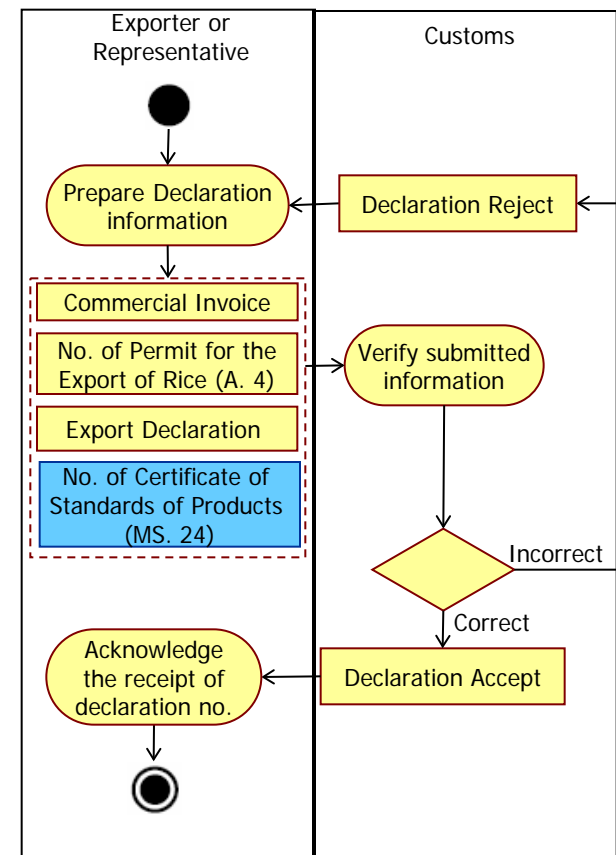 Exporter or
Representative
Customs
Prepare Declaration
information
Declaration Reject
Commercial Invoice
No. of Permit for the
Export of Rice (A. 4)
Verify submitted
information
Export Declaration
No. of Certificate of
Standards of Products
(MS. 24)
Incorrect
Correct
Acknowledge
the receipt of
declaration no.
Declaration Accept